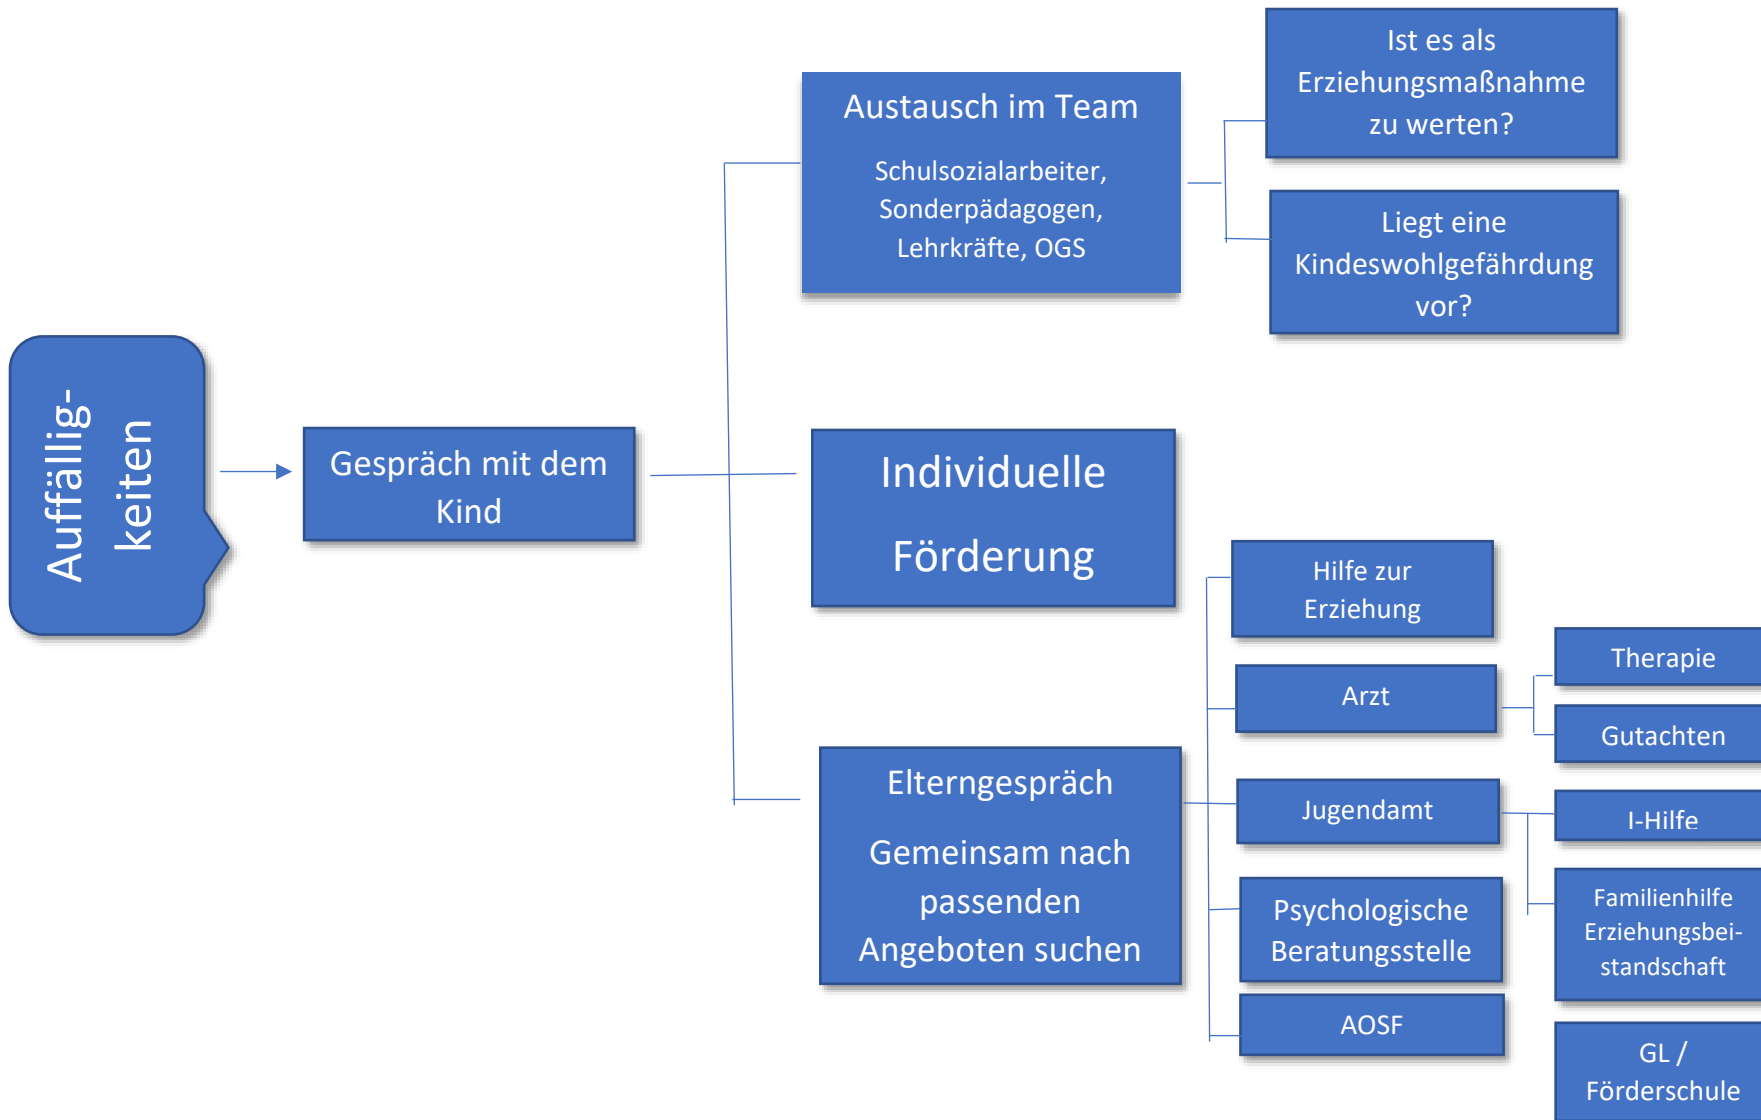 Auffällig-
keiten
Gespräch mit dem
Kind
Austausch im Team
Schulsozialarbeiter,
Sonderpädagogen,
Lehrkräfte, OGS
Ist es als
Erziehungsmaßnahme
zu werten?
Liegt eine
Kindeswohlgefährdung
vor?
Individuelle
Förderung
Elterngespräch
Gemeinsam nach
passenden
Angeboten suchen
Hilfe zur
Erziehung
Arzt
Therapie
Gutachten
Jugendamt
I-Hilfe
Familienhilfe
Erziehungsbei-
standschaft
Psychologische
Beratungsstelle
AOSF
GL /
Förderschule